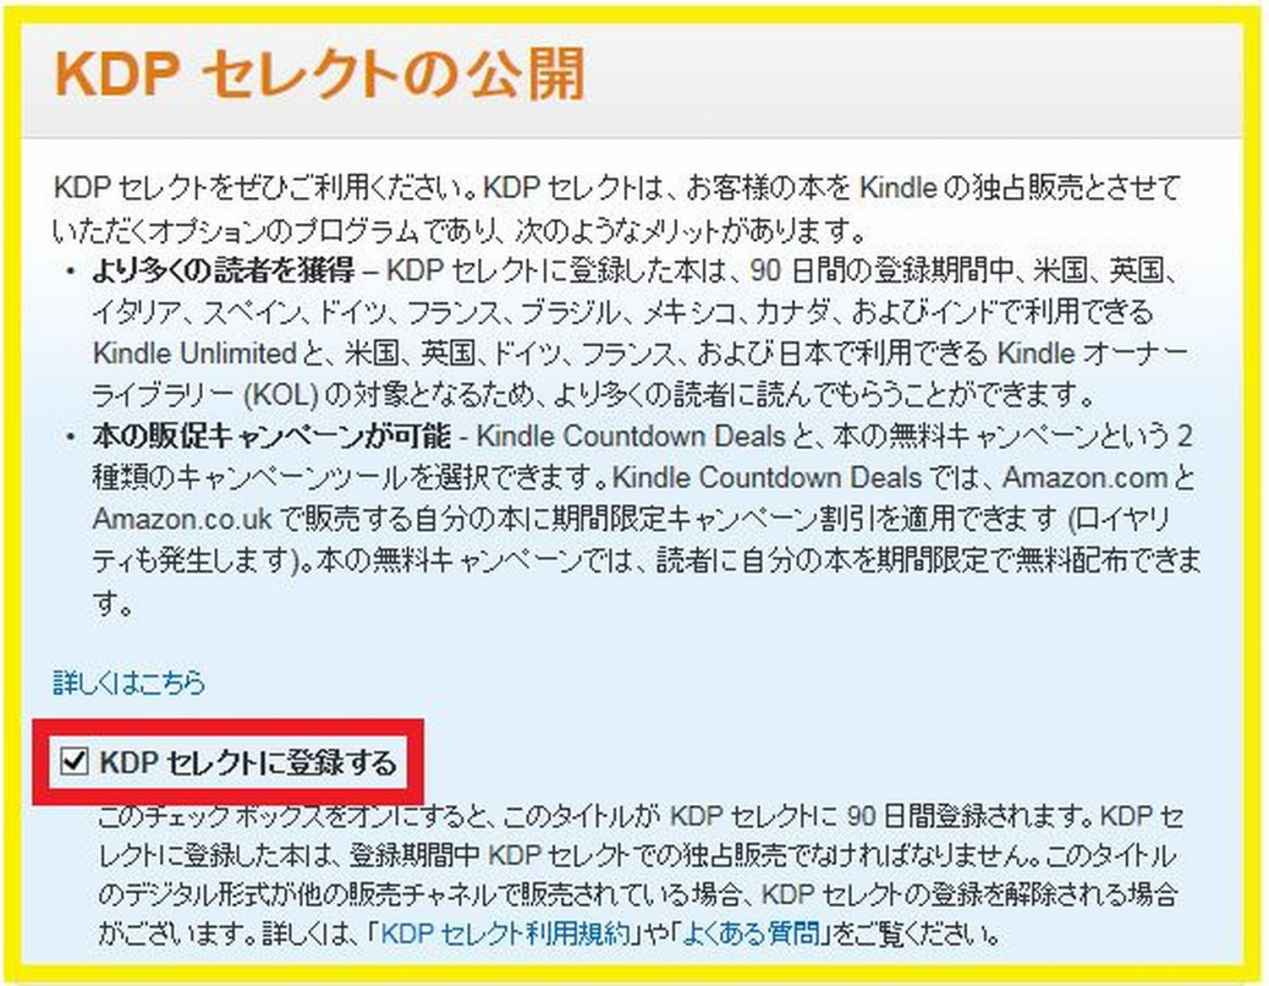 KDP セレクトの公開
KDP セレクトをぜひご利用ください。KDP セレクトは、お客様の本を Kindle の独占販売とさせて
いただくオプションのプログラムであり、次のようなメリットがあります。
・ より多くの読者を獲得 – KDP セレクトに登録した本は、90 日間の登録期間中、米国、英国、
イタリア、スペイン、ドイツ、フランス、ブラジル、メキシコ、カナダ、およびインドで利用できる
Kindle Unlimited と、米国、英国、ドイツ、フランス、および日本で利用できる Kindle オーナー
ライブラリー (KOL) の対象となるため、より多くの読者に読んでもらうことができます。
・ 本の販促キャンペーンが可能 - Kindle Countdown Deals と、本の無料キャンペーンという 2
種類のキャンペーンツールを選択できます。Kindle Countdown Deals では、Amazon.com と
Amazon.co.uk で販売する自分の本に期間限定キャンペーン割引を適用できます (ロイヤリ
ティも発生します)。本の無料キャンペーンでは、読者に自分の本を期間限定で無料配布できま
す。
詳しくはこちら
KDP セレクトに登録する
このチェック ボックスをオンにすると、このタイトルが KDP セレクトに 90 日間登録されます。KDP セ
レクトに登録した本は、登録期間中 KDP セレクトでの独占販売でなければなりません。このタイトル
のデジタル形式が他の販売チャネルで販売されている場合、KDP セレクトの登録を解除される場合
がございます。詳しくは、「KDP セレクト利用規約」や「よくある質問」をご覧ください。